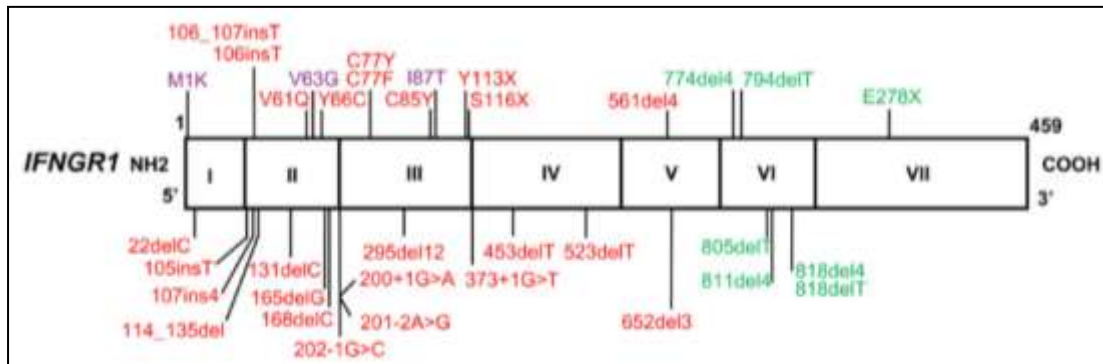 106_107insT
106insT
C77Y
M1K V63G C77F I87T Y113X 774del4 794delT
V61Q Y66C C85Y S116X 561del4 E278X
1 459
IFNGR1 NH2 I II III IV V VI VII COOH
5' 3'
22delC 295del12 453delT 523delT 805delT
105insT 131delC 200+1G>A 373+1G>T 811del4 818del4
107ins4 165delG 818delT
114_135del 168delC 201-2A>G 652del3
202-1G>C